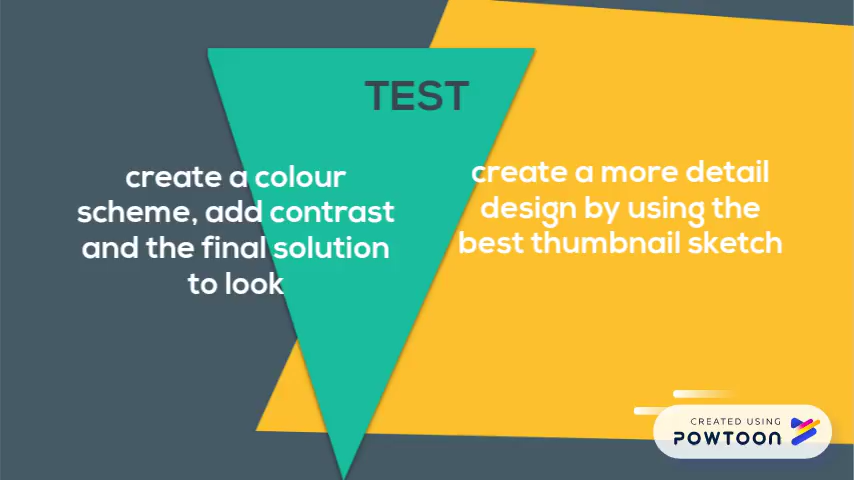 TEST
create a colour
scheme, add contrast
and the final solution
to look
create a more detail
design by using the
best thumbnail sketch
CREATED USING
POWTOON